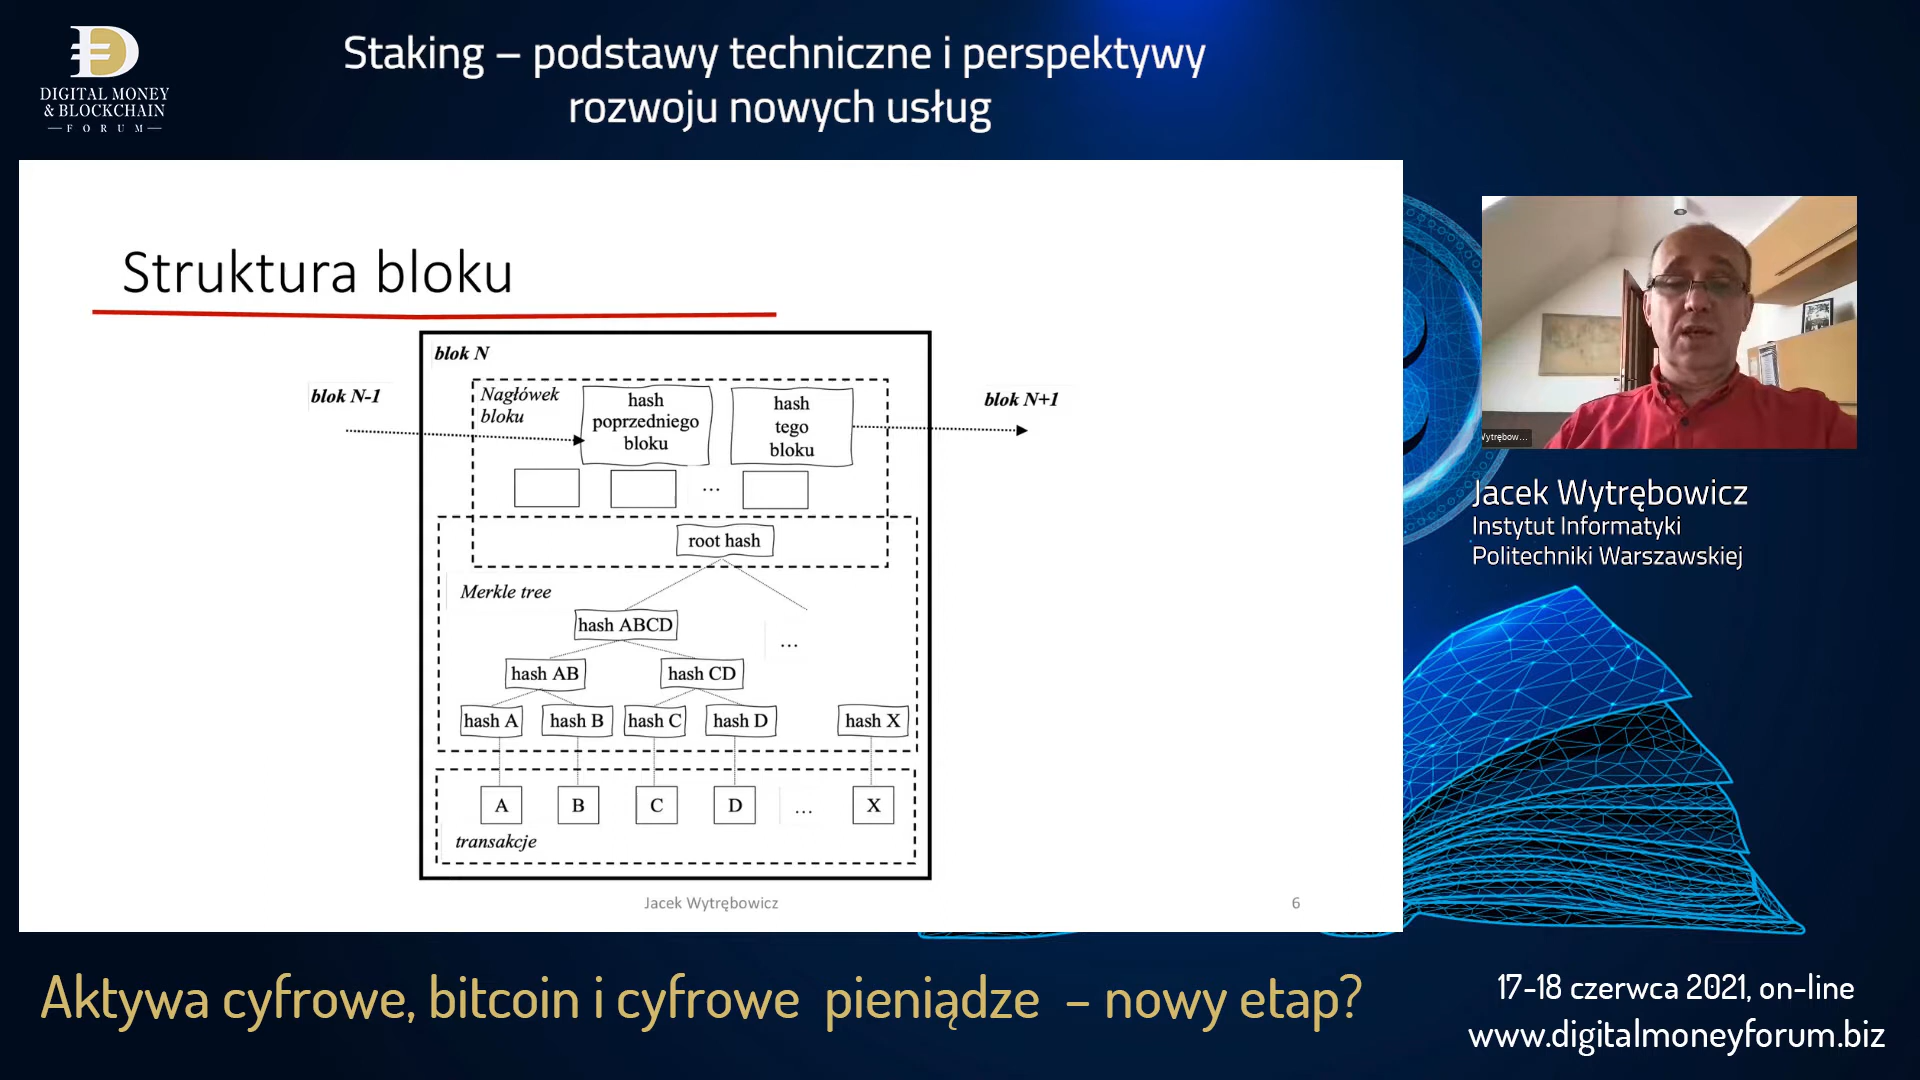 DIGITAL MONEY
& BLOCKCHAIN
FORUM
Staking – podstawy techniczne i perspektywy
rozwoju nowych usług
Struktura bloku
blok N
blok N-1
Nagłówek
bloku
hash
poprzedniego
bloku
hash
tego
bloku
blok N+1
...
root hash
Merkle tree
hash ABCD
...
hash AB
hash CD
hash A
hash B
hash C
hash D
hash X
A
B
C
D
...
X
transakcje
Jacek Wytrębowicz
6
Jacek Wytrębowicz
Instytut Informatyki
Politechniki Warszawskiej
Aktywa cyfrowe, bitcoin i cyfrowe pieniądze – nowy etap?
17-18 czerwca 2021, on-line
www.digitalmoneyforum.biz